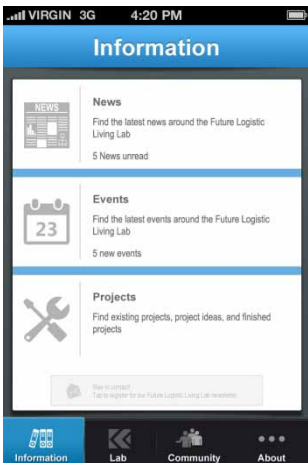 VIRGIN 3G 4:20 PM
Information
NEWS
News
Find the latest news around the Future Logistic
Living Lab
5 News unread
Events
23
Find the latest events around the Future Logistic
Living Lab
5 new events
Projects
Find existing projects, project ideas, and finished
projects
Stay in contact
Tap to register for our Future Logistic Living Lab newsletter
Information Lab Community About